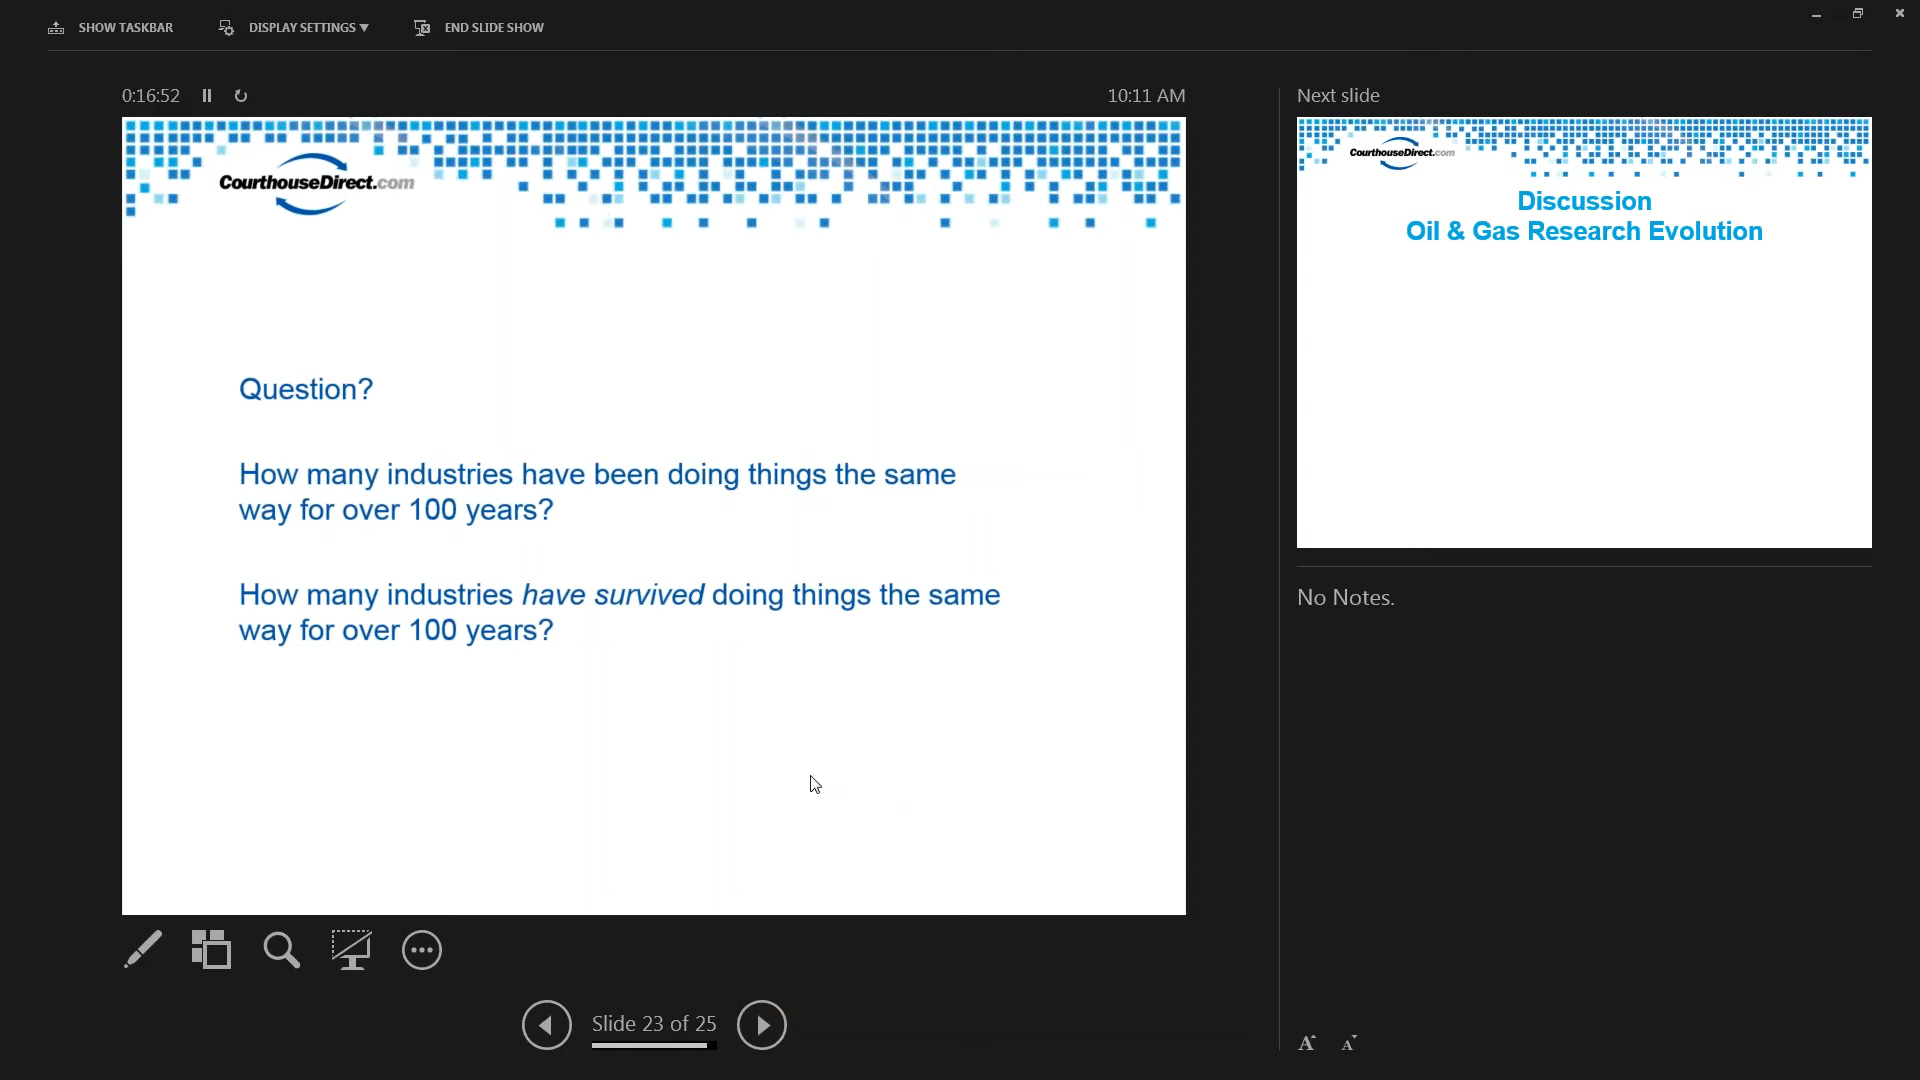 SHOW TASKBAR
DISPLAY SETTINGS ▼
END SLIDE SHOW
0:16:52
10:11 AM
CourthouseDirect.com
Question?
How many industries have been doing things the same
way for over 100 years?
How many industries have survived doing things the same
way for over 100 years?
Slide 23 of 25
Next slide
CourthouseDirect.com
Discussion
Oil & Gas Research Evolution
No Notes.
A A